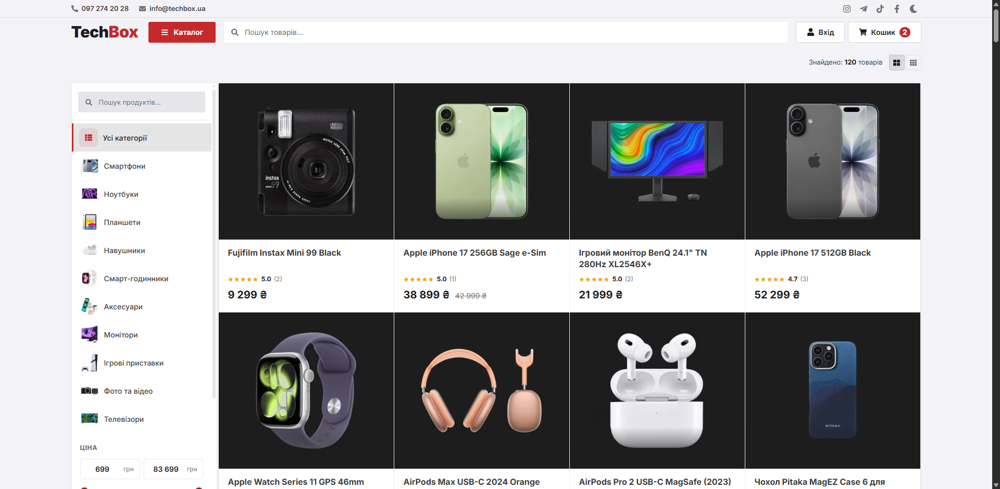 097 274 20 28
info@techbox.ua
TechBox
Каталог
Пошук товарів...
Вхід
Кошик 2
Знайдено: 120 товарів
Пошук продуктів...
Усі категорії
Смартфони
Ноутбуки
Планшети
Навушники
Смарт-годинники
Аксесуари
Монітори
Ігрові приставки
Фото та відео
Телевізори
ЦІНА
699 грн
83 699 грн
instax
mini 99
Fujifilm Instax Mini 99 Black
5.0 (2)
9 299 ₴
Apple iPhone 17 256GB Sage e-Sim
5.0 (1)
38 899 ₴ 42 999 ₴
Ігровий монітор BenQ 24.1" TN
280Hz XL2546X+
5.0 (2)
21 999 ₴
Apple iPhone 17 512GB Black
4.7 (3)
52 299 ₴
Apple Watch Series 11 GPS 46mm
AirPods Max USB-C 2024 Orange
AirPods Pro 2 USB-C MagSafe (2023)
PITAKA
Чохол Pitaka MagEZ Case 6 для